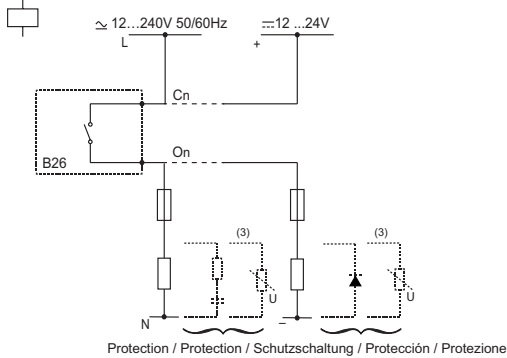 ≃ 12...240V 50/60Hz
L
⎓12 ...24V
+
Cn
B26
On
(3)
U
N
(3)
U
–
Protection / Protection / Schutzschaltung / Protección / Protezione